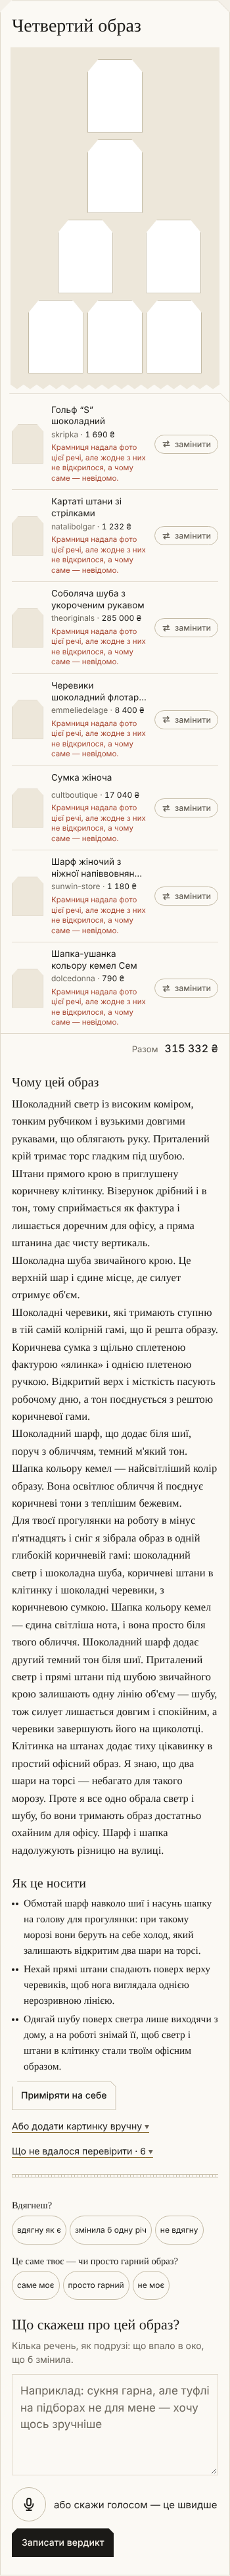 Четвертий образ
Гольф “S”
шоколадний
skripka · 1 690 ₴
Крамниця надала фото
цієї речі, але жодне з них
не відкрилося, а чому
саме — невідомо.
⇄ замінити
Картаті штани зі
стрілками
natalibolgar · 1 232 ₴
Крамниця надала фото
цієї речі, але жодне з них
не відкрилося, а чому
саме — невідомо.
⇄ замінити
Соболяча шуба з
укороченим рукавом
theoriginals · 285 000 ₴
Крамниця надала фото
цієї речі, але жодне з них
не відкрилося, а чому
саме — невідомо.
⇄ замінити
Черевики
шоколадний флотар...
emmeliedelage · 8 400 ₴
Крамниця надала фото
цієї речі, але жодне з них
не відкрилося, а чому
саме — невідомо.
⇄ замінити
Сумка жіноча
cultboutique · 17 040 ₴
Крамниця надала фото
цієї речі, але жодне з них
не відкрилося, а чому
саме — невідомо.
⇄ замінити
Шарф жіночий з
ніжної напіввовнян...
sunwin-store · 1 180 ₴
Крамниця надала фото
цієї речі, але жодне з них
не відкрилося, а чому
саме — невідомо.
⇄ замінити
Шапка-ушанка
кольору кемел Сем
dolcedonna · 790 ₴
Крамниця надала фото
цієї речі, але жодне з них
не відкрилося, а чому
саме — невідомо.
⇄ замінити
Разом 315 332 ₴
Чому цей образ
Шоколадний светр із високим коміром,
тонким рубчиком і вузькими довгими
рукавами, що облягають руку. Приталений
крій тримає торс гладким під шубою.
Штани прямого крою в приглушену
коричневу клітинку. Візерунок дрібний і в
тон, тому сприймається як фактура і
лишається доречним для офісу, а пряма
штанина дає чисту вертикаль.
Шоколадна шуба звичайного крою. Це
верхній шар і єдине місце, де силует
отримує об'єм.
Шоколадні черевики, які тримають ступню
в тій самій колірній гамі, що й решта образу.
Коричнева сумка з щільно сплетеною
фактурою «ялинка» і однією плетеною
ручкою. Відкритий верх і місткість пасують
робочому дню, а тон поєднується з рештою
коричневої гами.
Шоколадний шарф, що додає біля шиї,
поруч з обличчям, темний м'який тон.
Шапка кольору кемел — найсвітліший колір
образу. Вона освітлює обличчя й поєднує
коричневі тони з теплішим бежевим.
Для твоєї прогулянки на роботу в мінус
п'ятнадцять і сніг я зібрала образ в одній
глибокій коричневій гамі: шоколадний
светр і шоколадна шуба, коричневі штани в
клітинку і шоколадні черевики, з
коричневою сумкою. Шапка кольору кемел
— єдина світліша нота, і вона просто біля
твого обличчя. Шоколадний шарф додає
другий темний тон біля шиї. Приталений
светр і прямі штани під шубою звичайного
крою залишають одну лінію об'єму — шубу,
тож силует лишається довгим і спокійним, а
черевики завершують його на щиколотці.
Клітинка на штанах додає тиху цікавинку в
простий офісний образ. Я знаю, що два
шари на торсі — небагато для такого
морозу. Проте я все одно обрала светр і
шубу, бо вони тримають образ достатньо
охайним для офісу. Шарф і шапка
надолужують різницю на вулиці.
Як це носити
•• Обмотай шарф навколо шиї і насунь шапку
на голову для прогулянки: при такому
морозі вони беруть на себе холод, який
залишають відкритим два шари на торсі.
•• Нехай прямі штани спадають поверх верху
черевиків, щоб нога виглядала однією
нерозривною лінією.
•• Одягай шубу поверх светра лише виходячи з
дому, а на роботі знімай її, щоб светр і
штани в клітинку стали твоїм офісним
образом.
Приміряти на себе
Або додати картинку вручну ▾
Що не вдалося перевірити · 6 ▾
Вдягнеш?
вдягну як є
змінила б одну річ
не вдягну
Це саме твоє — чи просто гарний образ?
саме моє
просто гарний
не моє
Що скажеш про цей образ?
Кілька речень, як подрузі: що впало в око,
що б змінила.
Наприклад: сукня гарна, але туфлі
на підборах не для мене — хочу
щось зручніше
або скажи голосом — це швидше
Записати вердикт